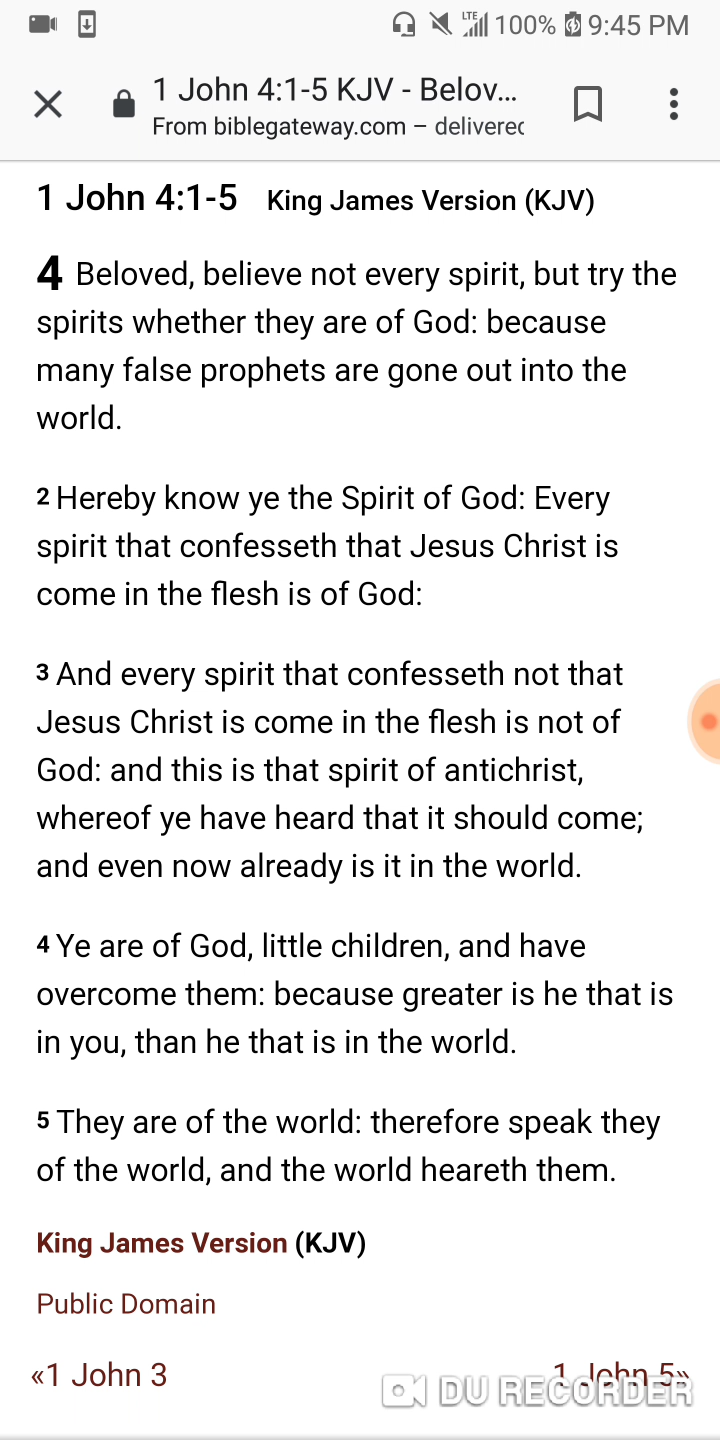 LTE 100% 9:45 PM
1 John 4:1-5 KJV - Belov...
From biblegateway.com – delivered
1 John 4:1-5 King James Version (KJV)
4 Beloved, believe not every spirit, but try the
spirits whether they are of God: because
many false prophets are gone out into the
world.
2 Hereby know ye the Spirit of God: Every
spirit that confesseth that Jesus Christ is
come in the flesh is of God:
3 And every spirit that confesseth not that
Jesus Christ is come in the flesh is not of
God: and this is that spirit of antichrist,
whereof ye have heard that it should come;
and even now already is it in the world.
4 Ye are of God, little children, and have
overcome them: because greater is he that is
in you, than he that is in the world.
5 They are of the world: therefore speak they
of the world, and the world heareth them.
King James Version (KJV)
Public Domain
«1 John 3 1 John 5»
DU RECORDER